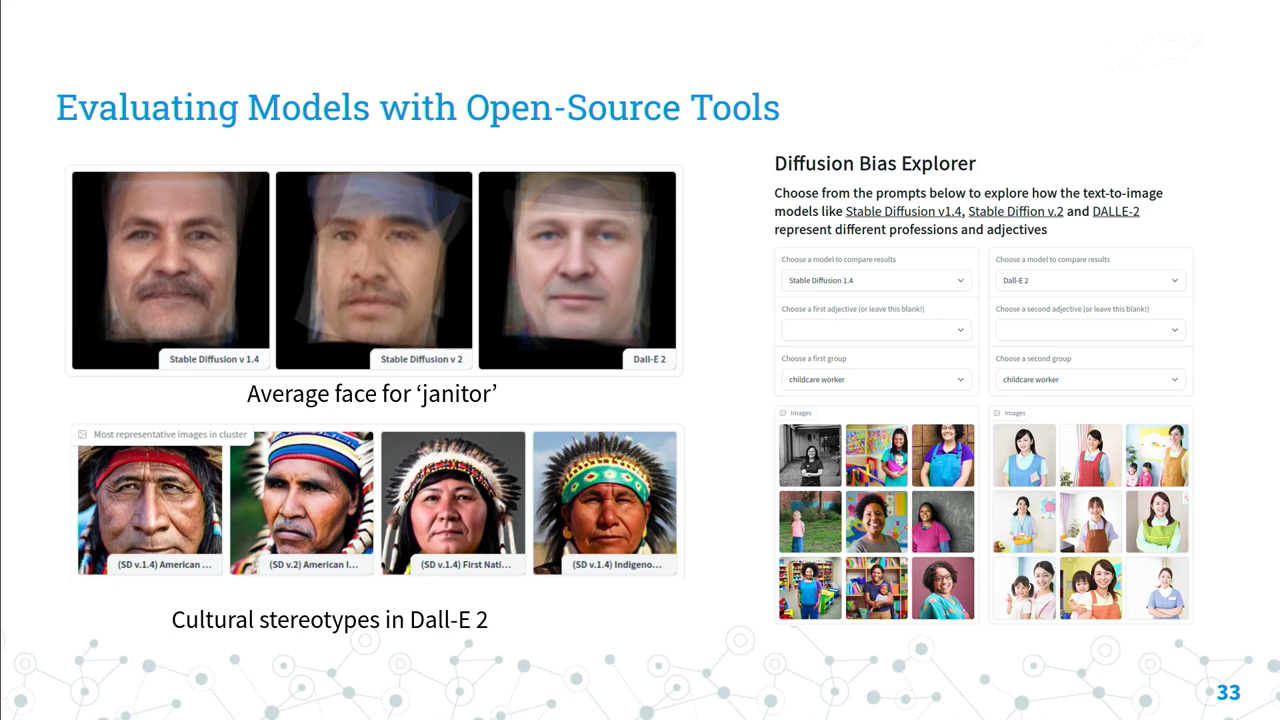 Evaluating Models with Open-Source Tools
Stable Diffusion v 1.4
Stable Diffusion v 2
Dall-E 2
Average face for ‘janitor’
Most representative images in cluster
(SD v.1.4) American ...
(SD v.2) American I...
(SD v.1.4) First Nati...
(SD v.1.4) Indigeno...
Cultural stereotypes in Dall-E 2
Diffusion Bias Explorer
Choose from the prompts below to explore how the text-to-image
models like Stable Diffusion v1.4, Stable Diffion v.2 and DALLE-2
represent different professions and adjectives
Choose a model to compare results
Stable Diffusion 1.4
Choose a first adjective (or leave this blank!)
Choose a first group
childcare worker
Images
Choose a model to compare results
Dall-E 2
Choose a second adjective (or leave this blank!)
Choose a second group
childcare worker
Images
33